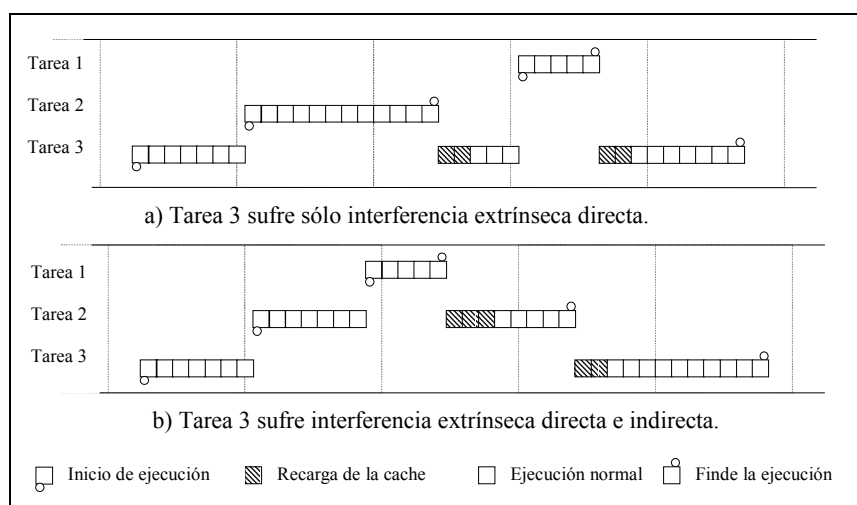 Tarea 1
Tarea 2
Tarea 3
a) Tarea 3 sufre sólo interferencia extrínseca directa.
Tarea 1
Tarea 2
Tarea 3
b) Tarea 3 sufre interferencia extrínseca directa e indirecta.
Inicio de ejecución Recarga de la cache Ejecución normal Finde la ejecución